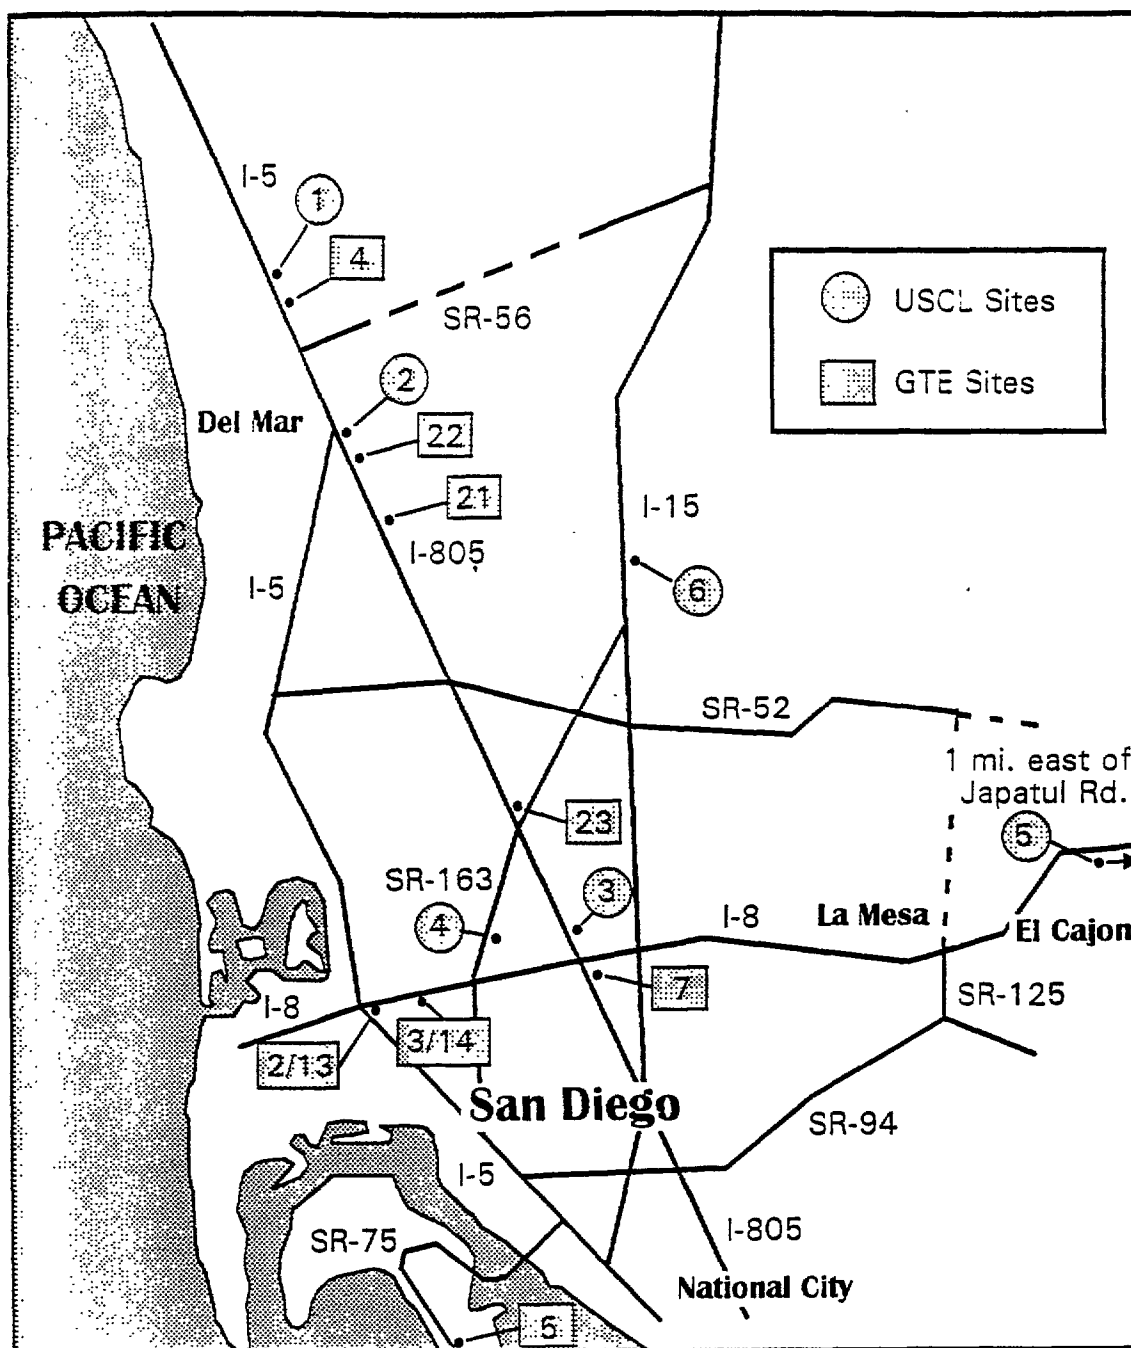 I-5
1
4
SR-56
USCL Sites
GTE Sites
2
Del Mar
22
21
I-15
PACIFIC
OCEAN
I-805
I-5
6
SR-52
1 mi. east of
Japatul Rd.
23
5
SR-163
3
4
I-8
La Mesa
El Cajon
7
I-8
SR-125
3/14
2/13
San Diego
SR-94
I-5
SR-75
I-805
National City
5